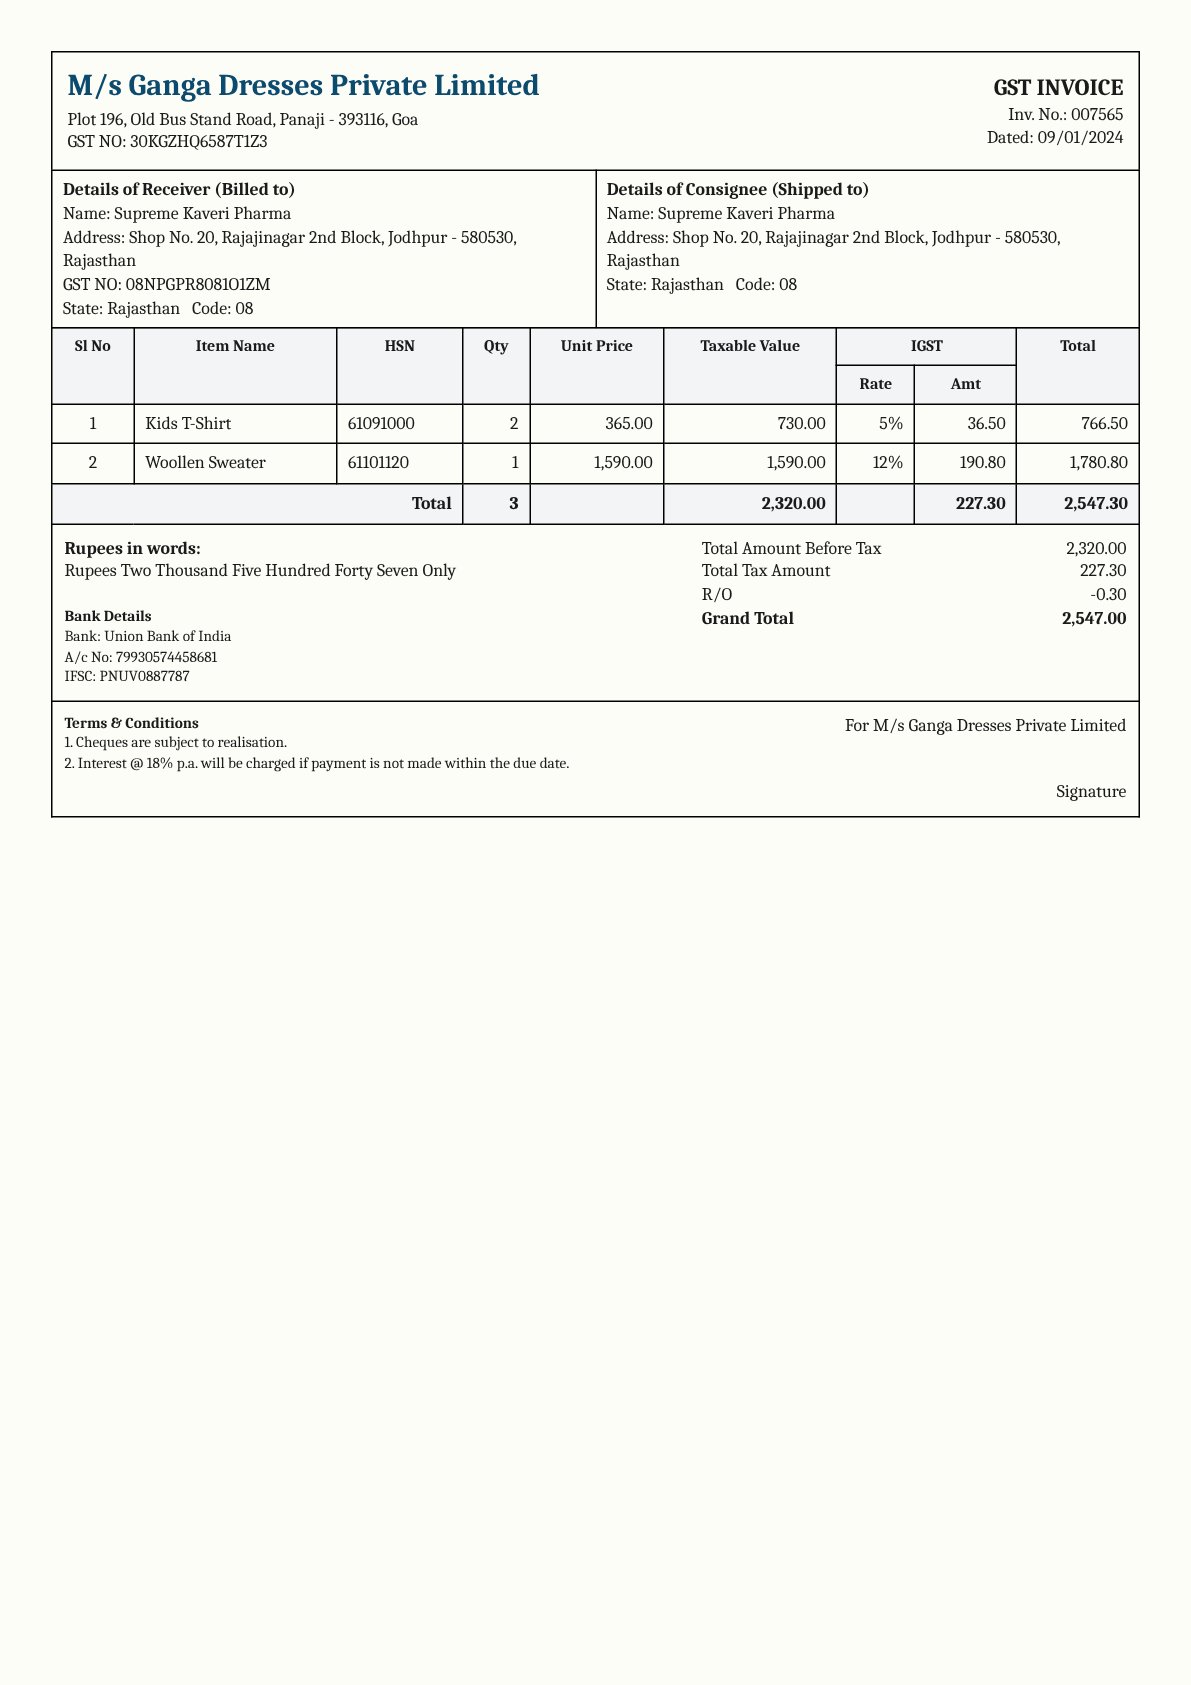 M/s Ganga Dresses Private Limited
Plot 196, Old Bus Stand Road, Panaji - 393116, Goa
GST NO: 30KGZHQ6587T1Z3
GST INVOICE
Inv. No.: 007565
Dated: 09/01/2024
Details of Receiver (Billed to)
Name: Supreme Kaveri Pharma
Address: Shop No. 20, Rajajinagar 2nd Block, Jodhpur - 580530,
Rajasthan
GST NO: 08NPGPR8081O1ZM
State: Rajasthan Code: 08
Details of Consignee (Shipped to)
Name: Supreme Kaveri Pharma
Address: Shop No. 20, Rajajinagar 2nd Block, Jodhpur - 580530,
Rajasthan
State: Rajasthan Code: 08
Sl No Item Name HSN Qty Unit Price Taxable Value IGST Total
Rate Amt
1 Kids T-Shirt 61091000 2 365.00 730.00 5% 36.50 766.50
2 Woollen Sweater 61101120 1 1,590.00 1,590.00 12% 190.80 1,780.80
Total 3 2,320.00 227.30 2,547.30
Rupees in words:
Rupees Two Thousand Five Hundred Forty Seven Only
Bank Details
Bank: Union Bank of India
A/c No: 79930574458681
IFSC: PNUV0887787
Total Amount Before Tax 2,320.00
Total Tax Amount 227.30
R/O -0.30
Grand Total 2,547.00
Terms & Conditions
1. Cheques are subject to realisation.
2. Interest @ 18% p.a. will be charged if payment is not made within the due date.
For M/s Ganga Dresses Private Limited
Signature